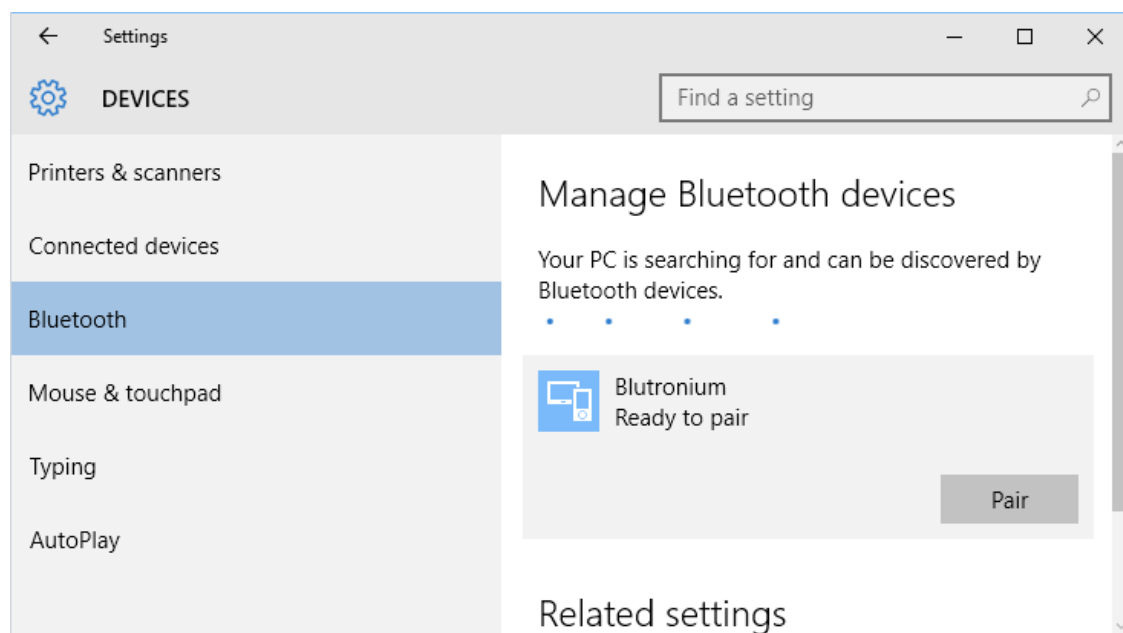 Settings
DEVICES
Find a setting
Printers & scanners
Connected devices
Bluetooth
Mouse & touchpad
Typing
AutoPlay
Manage Bluetooth devices
Your PC is searching for and can be discovered by
Bluetooth devices.
Blutronium
Ready to pair
Pair
Related settings